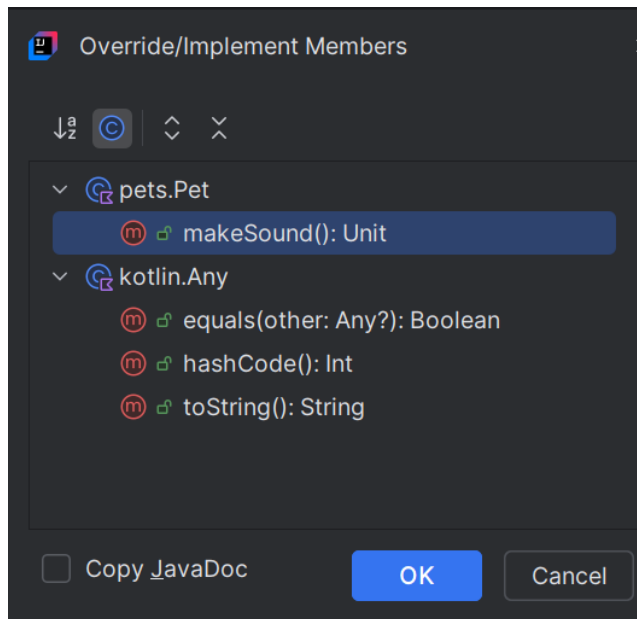 Override/Implement Members
pets.Pet
makeSound(): Unit
kotlin.Any
equals(other: Any?): Boolean
hashCode(): Int
toString(): String
Copy JavaDoc
OK
Cancel